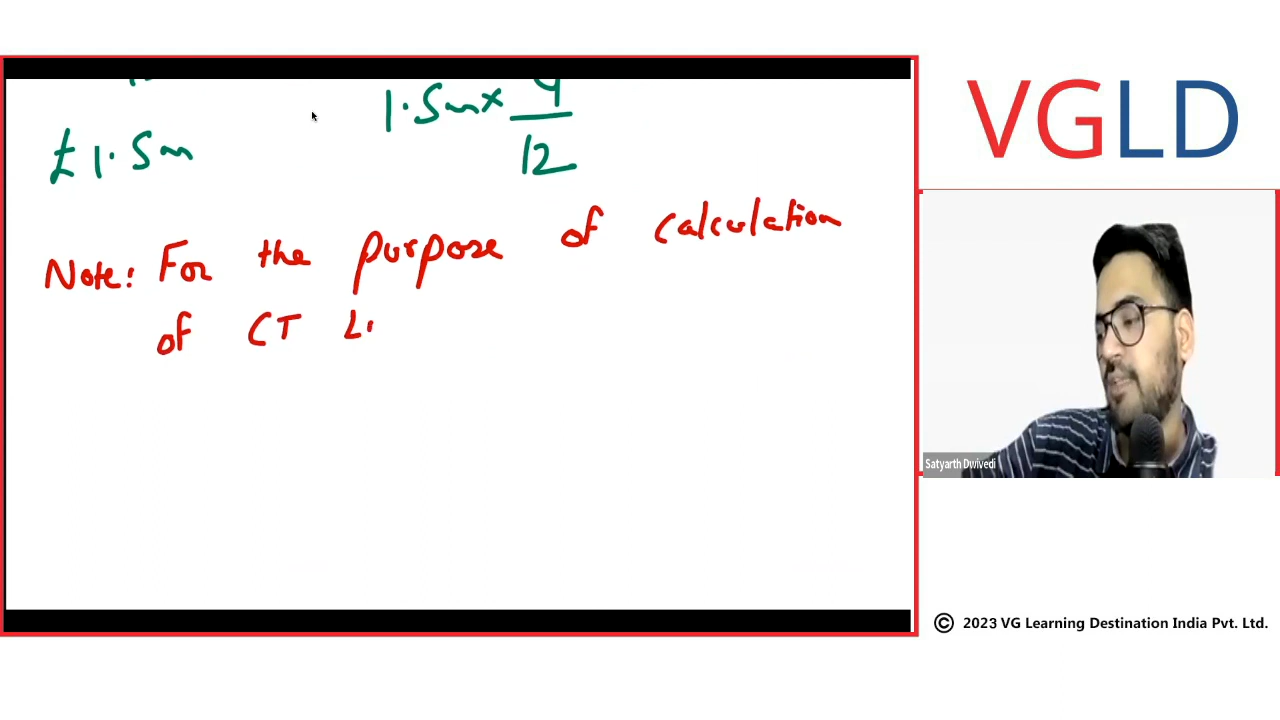 1.5m × 4
12
£1.5m
Note: For the purpose of calculation
of CT Li
VGLD
Satyarth Dwivedi
© 2023 VG Learning Destination India Pvt. Ltd.